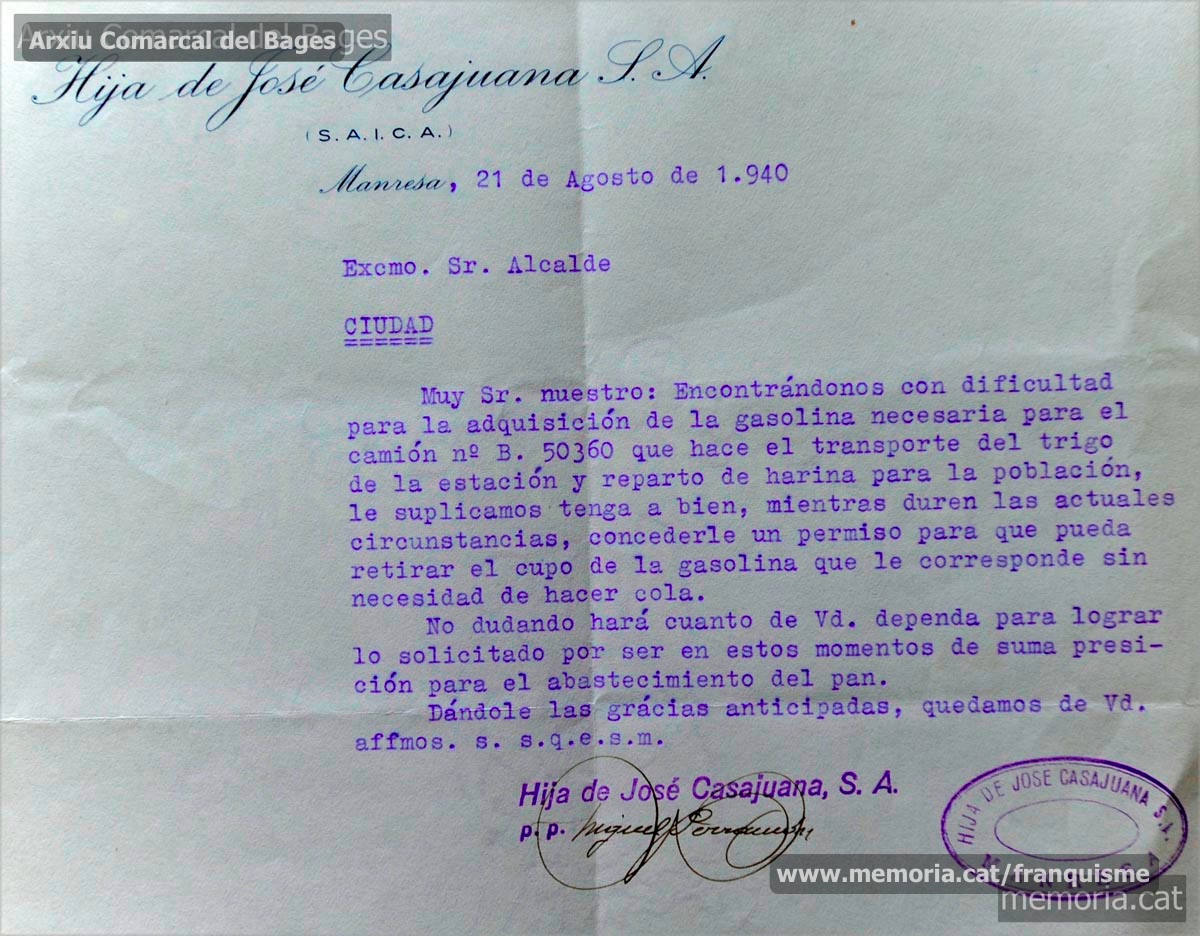 Arxiu Comarcal del Bages
Arxiu Comarcal del Bages
Hija de José Casajuana S. A.
(S. A. I. C. A.)
Manresa, 21 de Agosto de 1.940
Excmo. Sr. Alcalde
CIUDAD
Muy Sr. nuestro: Encontrándonos con dificultad
para la adquisición de la gasolina necesaria para el
camión nº B. 50360 que hace el transporte del trigo
de la estación y reparto de harina para la población,
le suplicamos tenga a bien, mientras duren las actuales
circunstancias, concederle un permiso para que pueda
retirar el cupo de la gasolina que le corresponde sin
necesidad de hacer cola.
No dudando hará cuanto de Vd. dependa para lograr
lo solicitado por ser en estos momentos de suma presi-
ción para el abastecimiento del pan.
Dándole las grácias anticipadas, quedamos de Vd.
affmos. s. s.q.e.s.m.
Hija de José Casajuana, S. A.
p. p. Miguel
HIJA DE JOSE CASAJUANA S.A.
MANRESA
www.memoria.cat/franquisme
memoria.cat